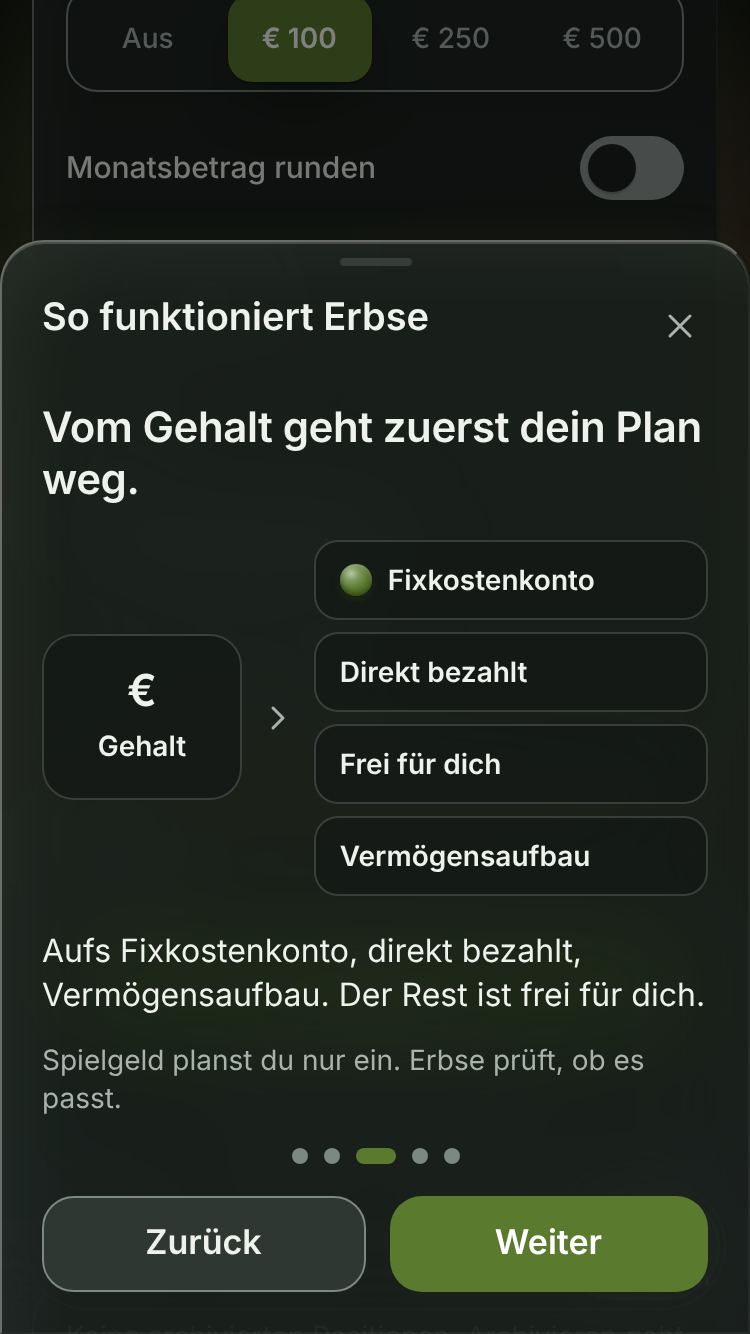 Aus € 100 € 250 € 500
Monatsbetrag runden
So funktioniert Erbse
Vom Gehalt geht zuerst dein Plan
weg.
Fixkostenkonto
Direkt bezahlt
€
Gehalt
Frei für dich
Vermögensaufbau
Aufs Fixkostenkonto, direkt bezahlt,
Vermögensaufbau. Der Rest ist frei für dich.
Spielgeld planst du nur ein. Erbse prüft, ob es
passt.
Zurück Weiter